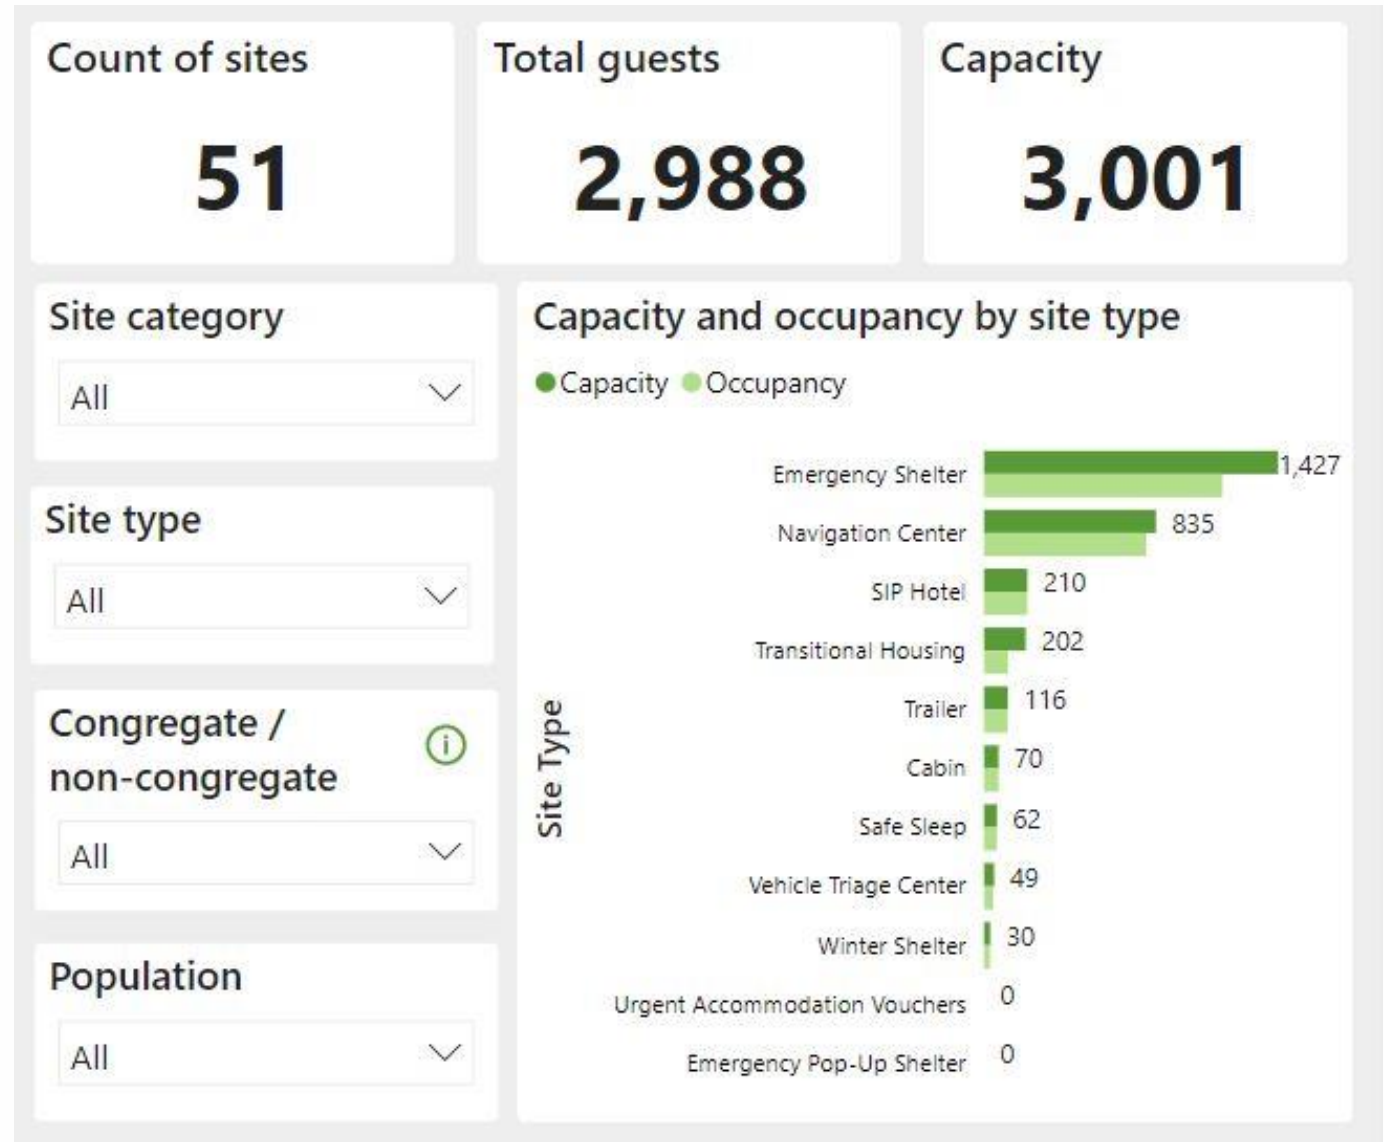 Count of sites
51
Total guests
2,988
Capacity
3,001
Site category
All
Site type
All
Congregate /
non-congregate
All
Population
All
Capacity and occupancy by site type
Capacity Occupancy
Site Type
Emergency Shelter 1,427
Navigation Center 835
SIP Hotel 210
Transitional Housing 202
Trailer 116
Cabin 70
Safe Sleep 62
Vehicle Triage Center 49
Winter Shelter 30
Urgent Accommodation Vouchers 0
Emergency Pop-Up Shelter 0